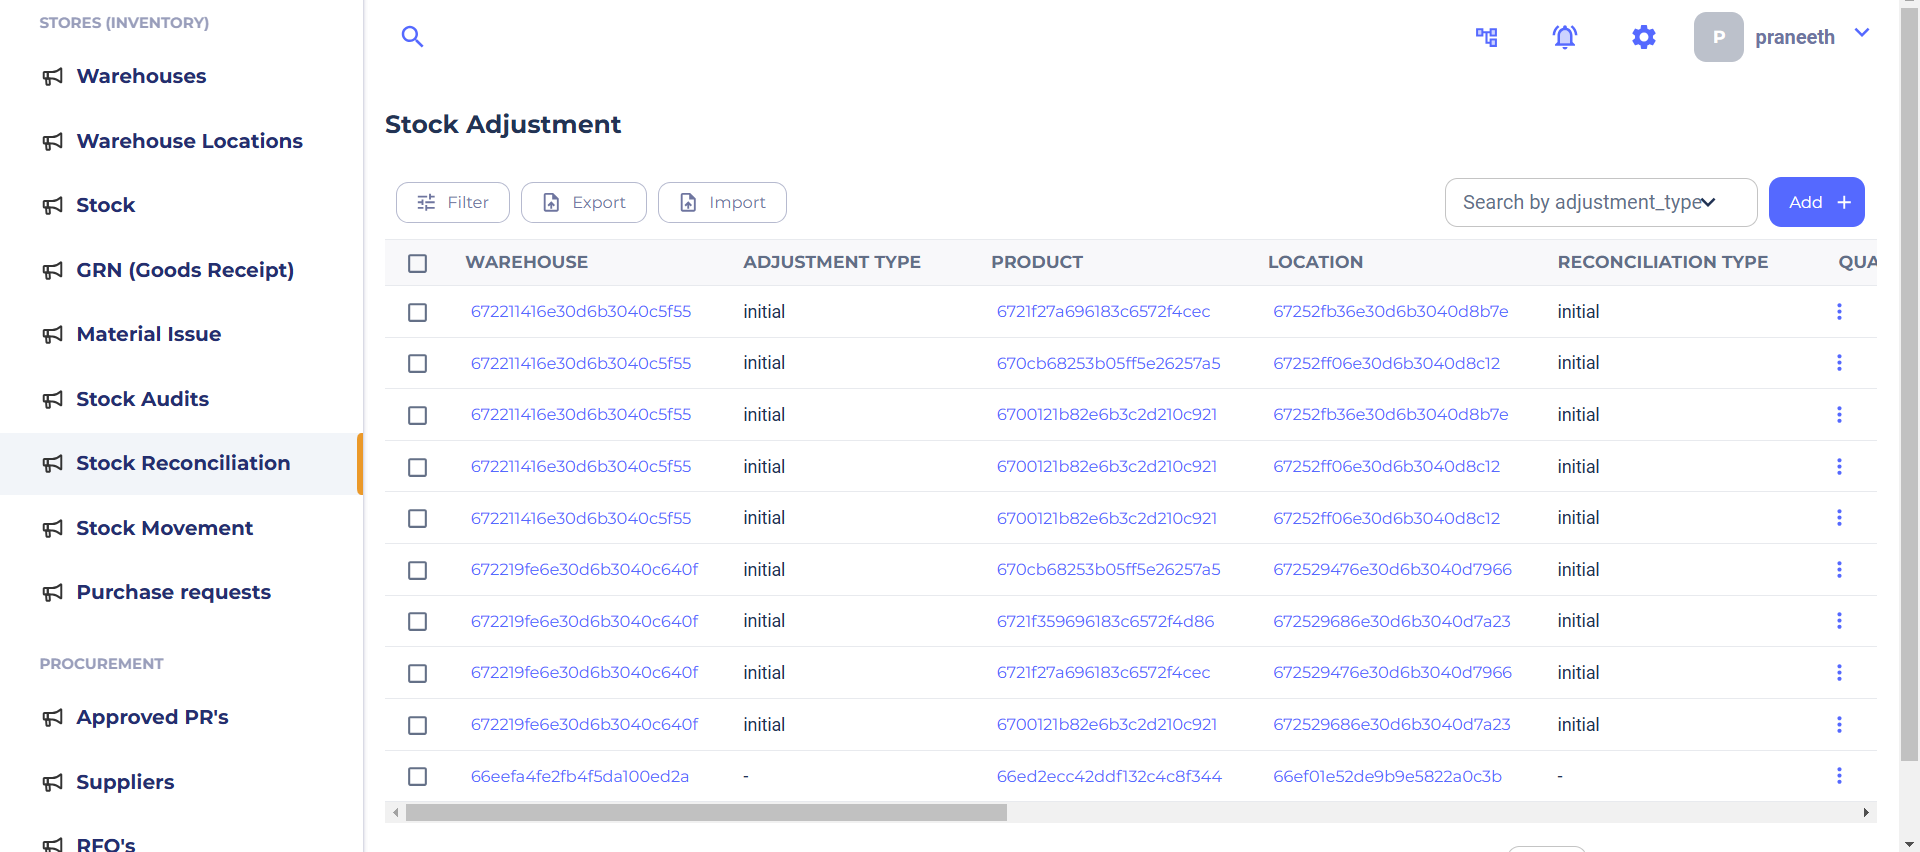 STORES (INVENTORY)
Warehouses
Warehouse Locations
Stock
GRN (Goods Receipt)
Material Issue
Stock Audits
Stock Reconciliation
Stock Movement
Purchase requests
PROCUREMENT
Approved PR's
Suppliers
RFQ's
P praneeth
Stock Adjustment
Filter Export Import Search by adjustment_type Add +
WAREHOUSE ADJUSTMENT TYPE PRODUCT LOCATION RECONCILIATION TYPE QUA
672211416e30d6b3040c5f55 initial 6721f27a696183c6572f4cec 67252fb36e30d6b3040d8b7e initial
672211416e30d6b3040c5f55 initial 670cb68253b05ff5e26257a5 67252ff06e30d6b3040d8c12 initial
672211416e30d6b3040c5f55 initial 6700121b82e6b3c2d210c921 67252fb36e30d6b3040d8b7e initial
672211416e30d6b3040c5f55 initial 6700121b82e6b3c2d210c921 67252ff06e30d6b3040d8c12 initial
672211416e30d6b3040c5f55 initial 6700121b82e6b3c2d210c921 67252ff06e30d6b3040d8c12 initial
672219fe6e30d6b3040c640f initial 670cb68253b05ff5e26257a5 672529476e30d6b3040d7966 initial
672219fe6e30d6b3040c640f initial 6721f359696183c6572f4d86 672529686e30d6b3040d7a23 initial
672219fe6e30d6b3040c640f initial 6721f27a696183c6572f4cec 672529476e30d6b3040d7966 initial
672219fe6e30d6b3040c640f initial 6700121b82e6b3c2d210c921 672529686e30d6b3040d7a23 initial
66eefa4fe2fb4f5da100ed2a - 66ed2ecc42ddf132c4c8f344 66ef01e52de9b9e5822a0c3b -